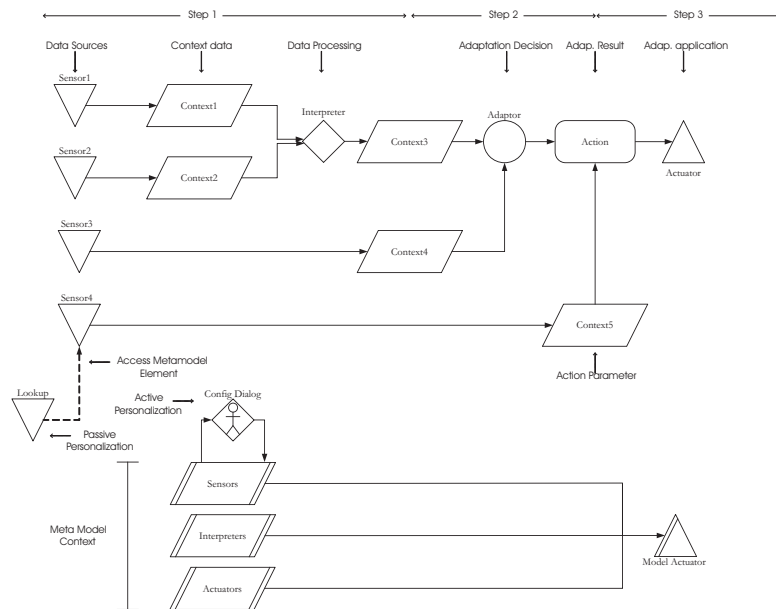 Step 1
Step 2
Step 3
Data Sources
Context data
Data Processing
Adaptation Decision
Adap. Result
Adap. application
Sensor1
Context1
Interpreter
Sensor2
Context2
Context3
Adaptor
Action
Actuator
Sensor3
Context4
Sensor4
Context5
Access Metamodel
Element
Action Parameter
Lookup
Active
Personalization
Config Dialog
Passive
Personalization
Sensors
Meta Model
Context
Interpreters
Model Actuator
Actuators